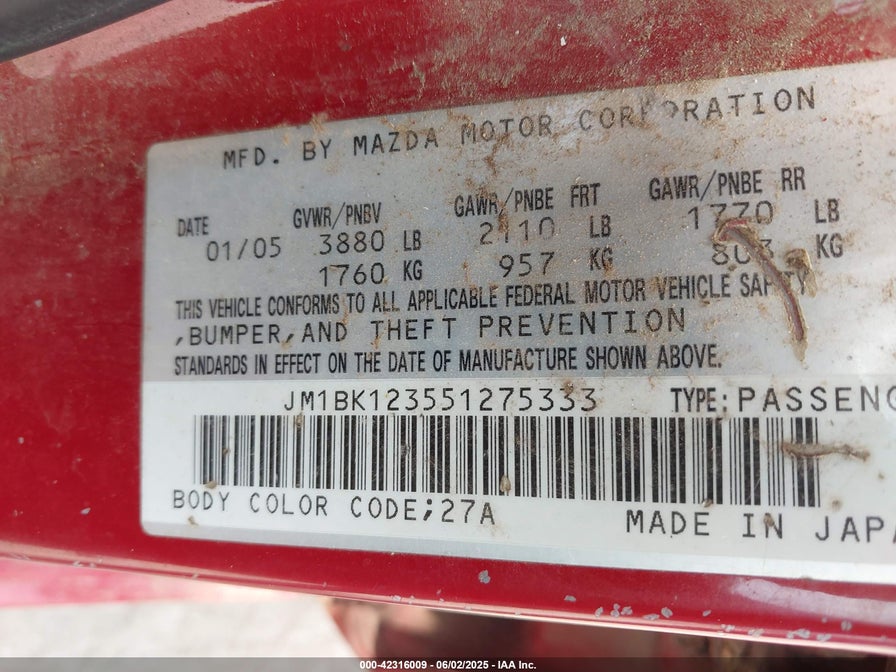 MFD. BY MAZDA MOTOR CORPORATION
DATE GVWR/PNBV GAWR/PNBE FRT GAWR/PNBE RR
01/05 3880 LB 2110 LB 1770 LB
1760 KG 957 KG 803 KG
THIS VEHICLE CONFORMS TO ALL APPLICABLE FEDERAL MOTOR VEHICLE SAFETY
,BUMPER,AND THEFT PREVENTION
STANDARDS IN EFFECT ON THE DATE OF MANUFACTURE SHOWN ABOVE.
JM1BK123551275333 TYPE:PASSENG
BODY COLOR CODE;27A MADE IN JAPA
000-42316009 - 06/02/2025 - IAA Inc.